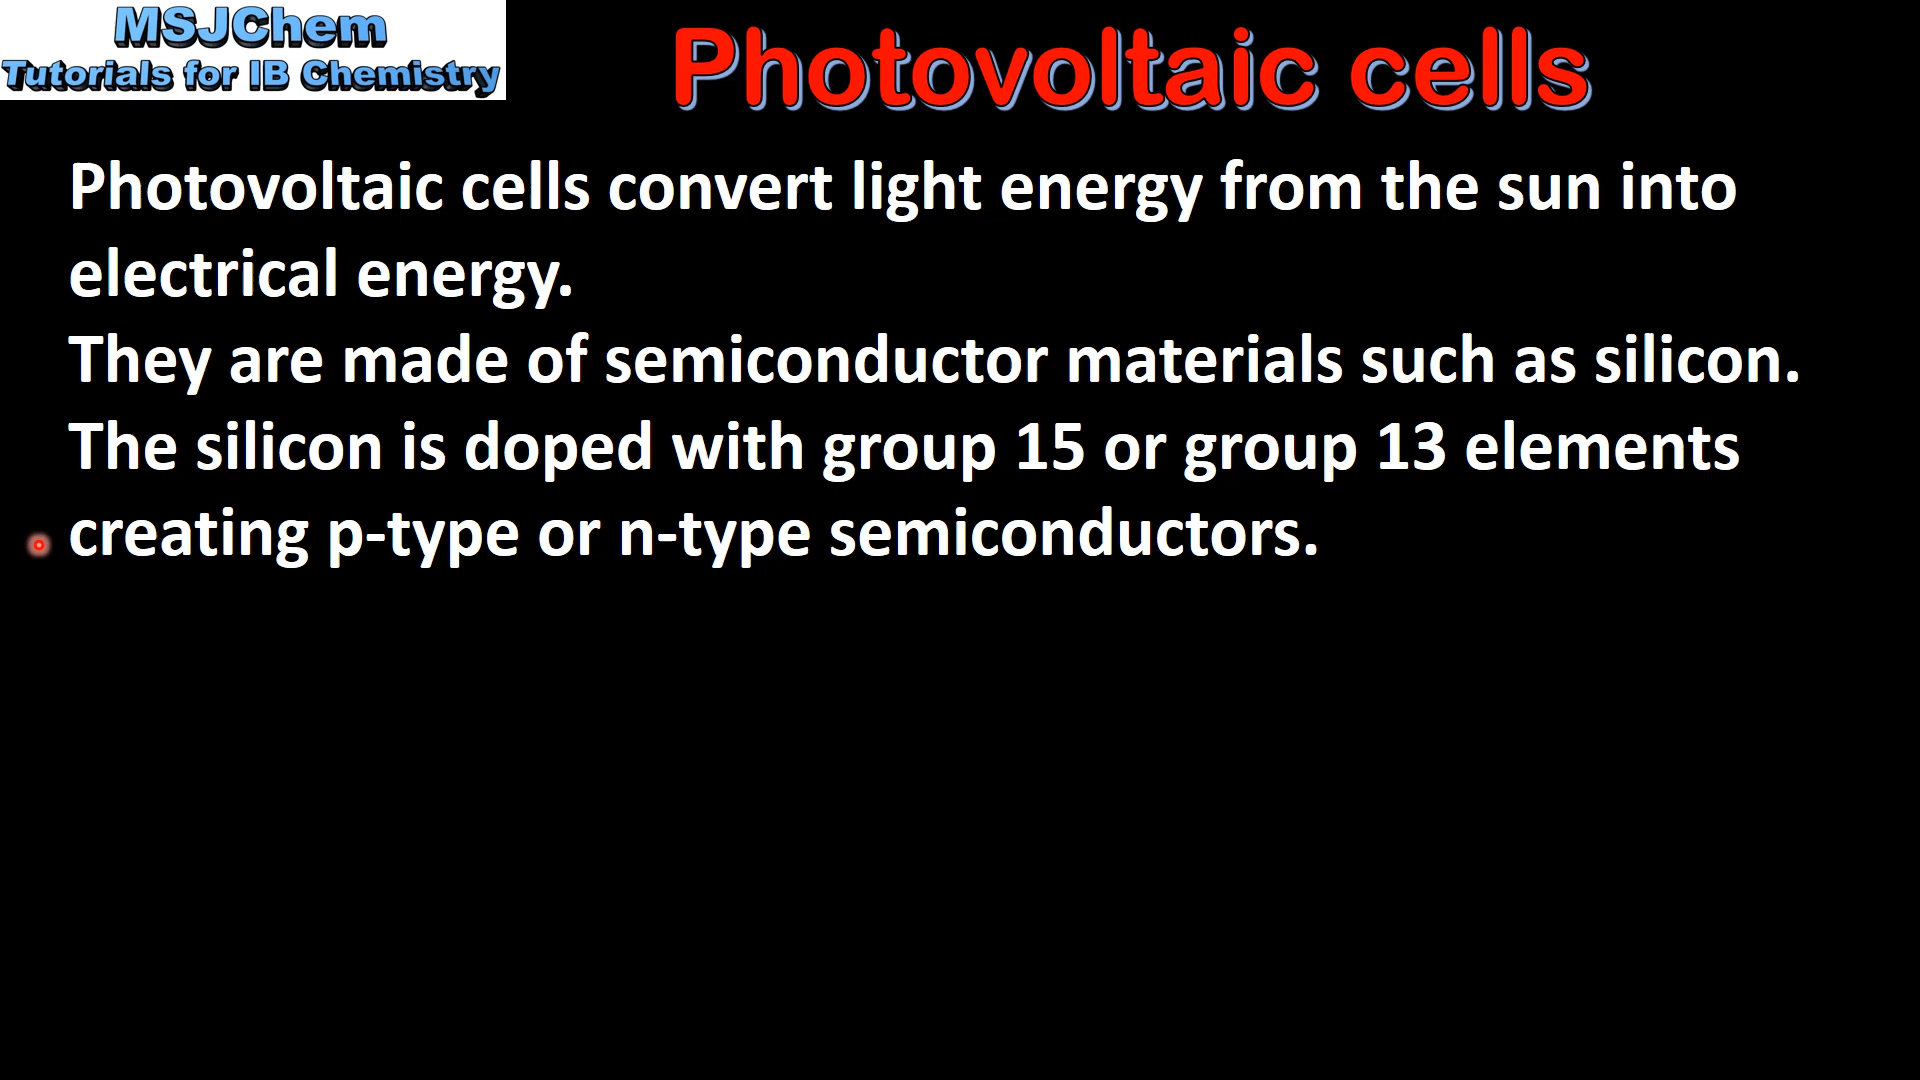 MSJChem
Tutorials for IB Chemistry
Photovoltaic cells
Photovoltaic cells convert light energy from the sun into
electrical energy.
They are made of semiconductor materials such as silicon.
The silicon is doped with group 15 or group 13 elements
creating p-type or n-type semiconductors.